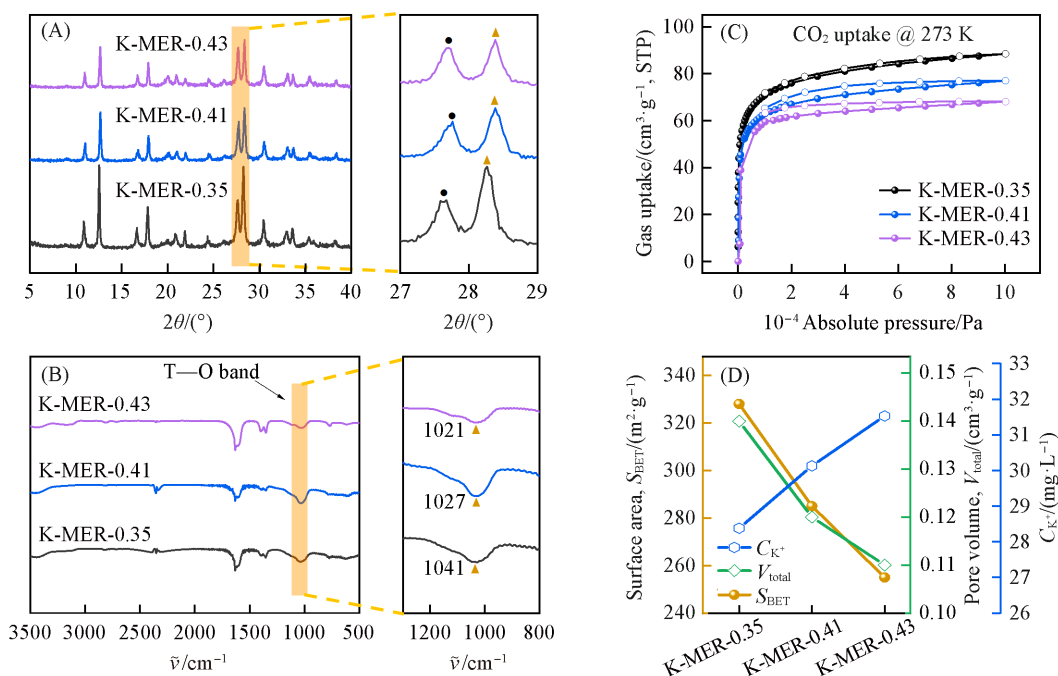 (A)
K-MER-0.43
K-MER-0.41
K-MER-0.35
5 10 15 20 25 30 35 40
2θ/(°)
27 28 29
2θ/(°)
(B)
T—O band
K-MER-0.43
K-MER-0.41
K-MER-0.35
3500 3000 2500 2000 1500 1000 500
ṽ/cm⁻¹
1021
1027
1041
1200 1000 800
ṽ/cm⁻¹
(C)
CO₂ uptake @ 273 K
Gas uptake/(cm³·g⁻¹, STP)
100
80
60
40
20
0
K-MER-0.35
K-MER-0.41
K-MER-0.43
0 2 4 6 8 10
10⁻⁴ Absolute pressure/Pa
(D)
Surface area, S_BET/(m²·g⁻¹)
340
320
300
280
260
240
C_K⁺
V_total
S_BET
K-MER-0.35
K-MER-0.41
K-MER-0.43
0.15
0.14
0.13
0.12
0.11
0.10
Pore volume, V_total/(cm³·g⁻¹)
33
32
31
30
29
28
27
26
C_K⁺/(mg·L⁻¹)